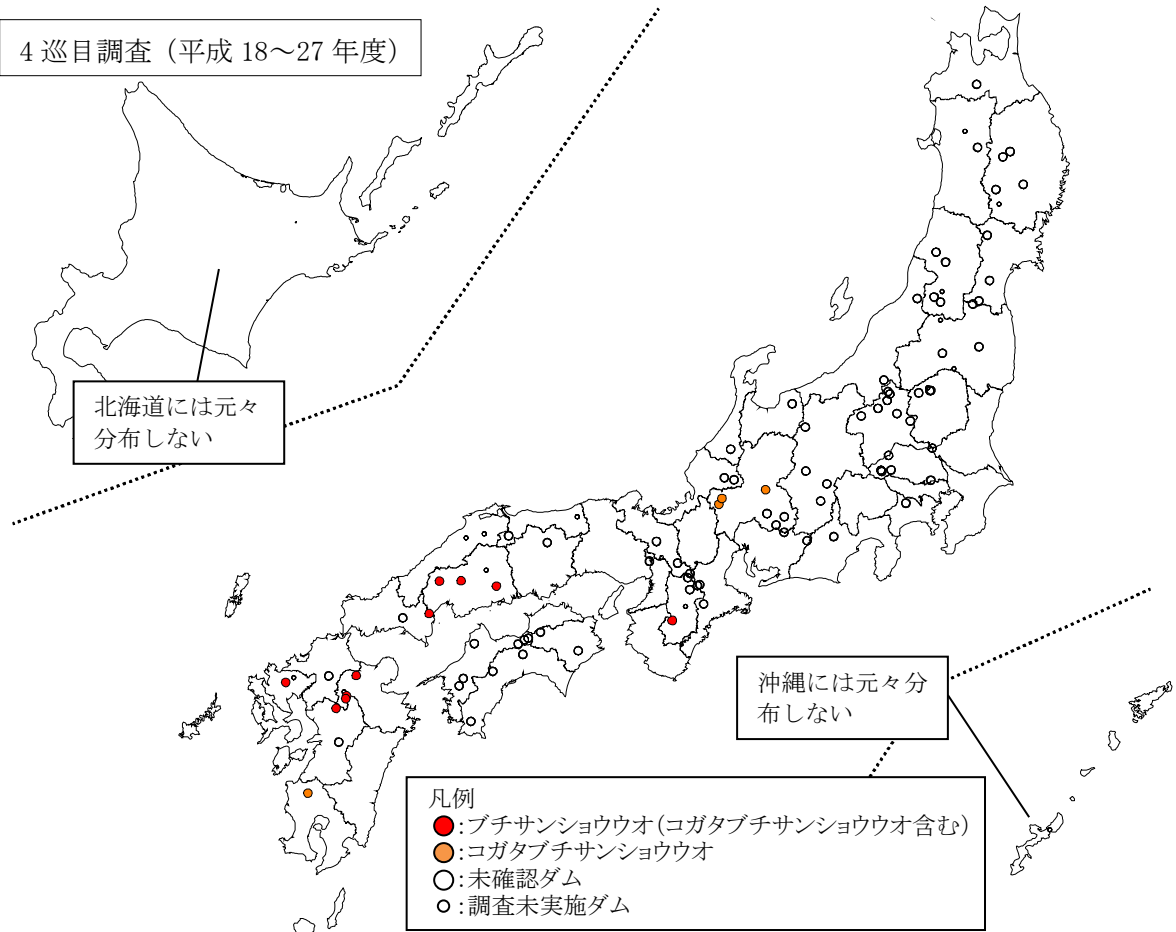 4 巡目調査（平成 18～27 年度）
北海道には元々
分布しない
沖縄には元々分
布しない
凡例
：ブチサンショウウオ（コガタブチサンショウウオ含む）
：コガタブチサンショウウオ
：未確認ダム
：調査未実施ダム